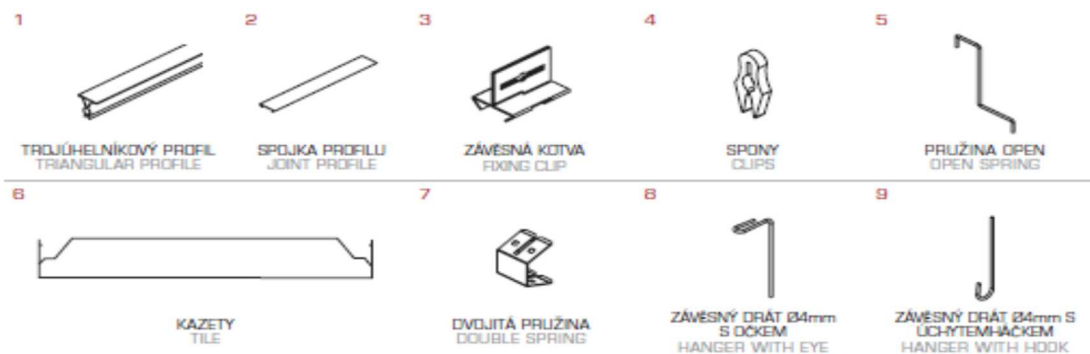 1
TROJÚHELNÍKOVÝ PROFIL
TRIANGULAR PROFILE
2
SPOJKA PROFILU
JOINT PROFILE
3
ZÁVĚSNÁ KOTVA
FIXING CLIP
4
SPONY
CLIPS
5
PRUŽINA OPEN
OPEN SPRING
6
KAZETY
TILE
7
DVOJITÁ PRUŽINA
DOUBLE SPRING
8
ZÁVĚSNÝ DRÁT Ø4mm
S OČKEM
HANGER WITH EYE
9
ZÁVĚSNÝ DRÁT Ø4mm S
ÚCHYTEMHÁČKEM
HANGER WITH HOOK